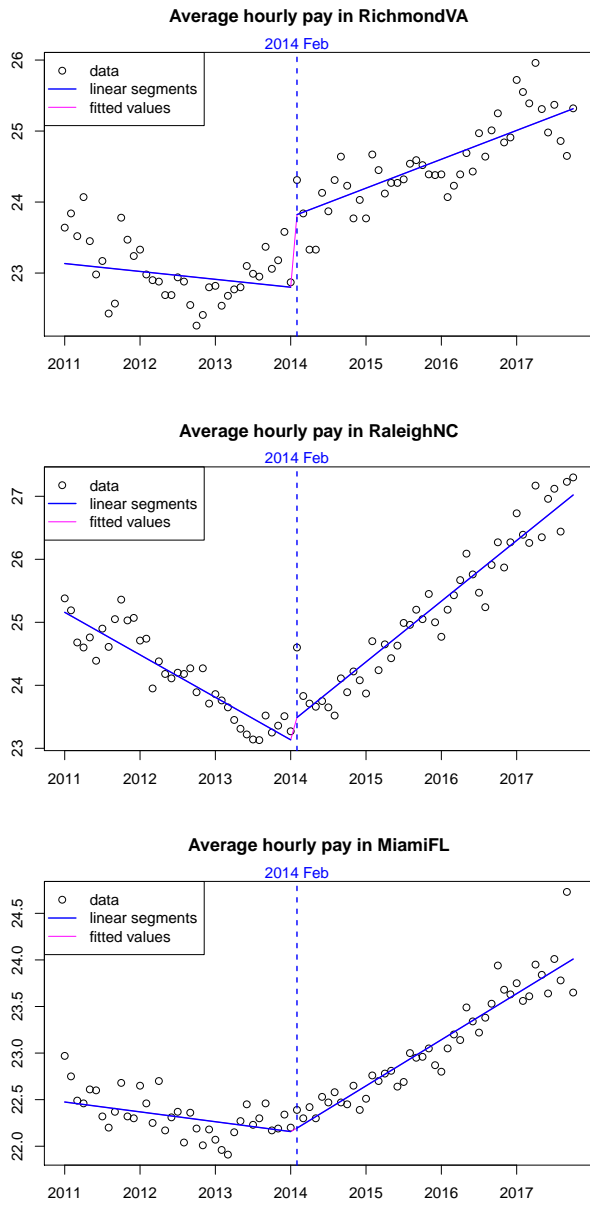 Average hourly pay in RichmondVA
2014 Feb
data
linear segments
fitted values
26
25
24
23
2011 2012 2013 2014 2015 2016 2017
Average hourly pay in RaleighNC
2014 Feb
data
linear segments
fitted values
27
26
25
24
23
2011 2012 2013 2014 2015 2016 2017
Average hourly pay in MiamiFL
2014 Feb
data
linear segments
fitted values
24.5
24.0
23.5
23.0
22.5
22.0
2011 2012 2013 2014 2015 2016 2017